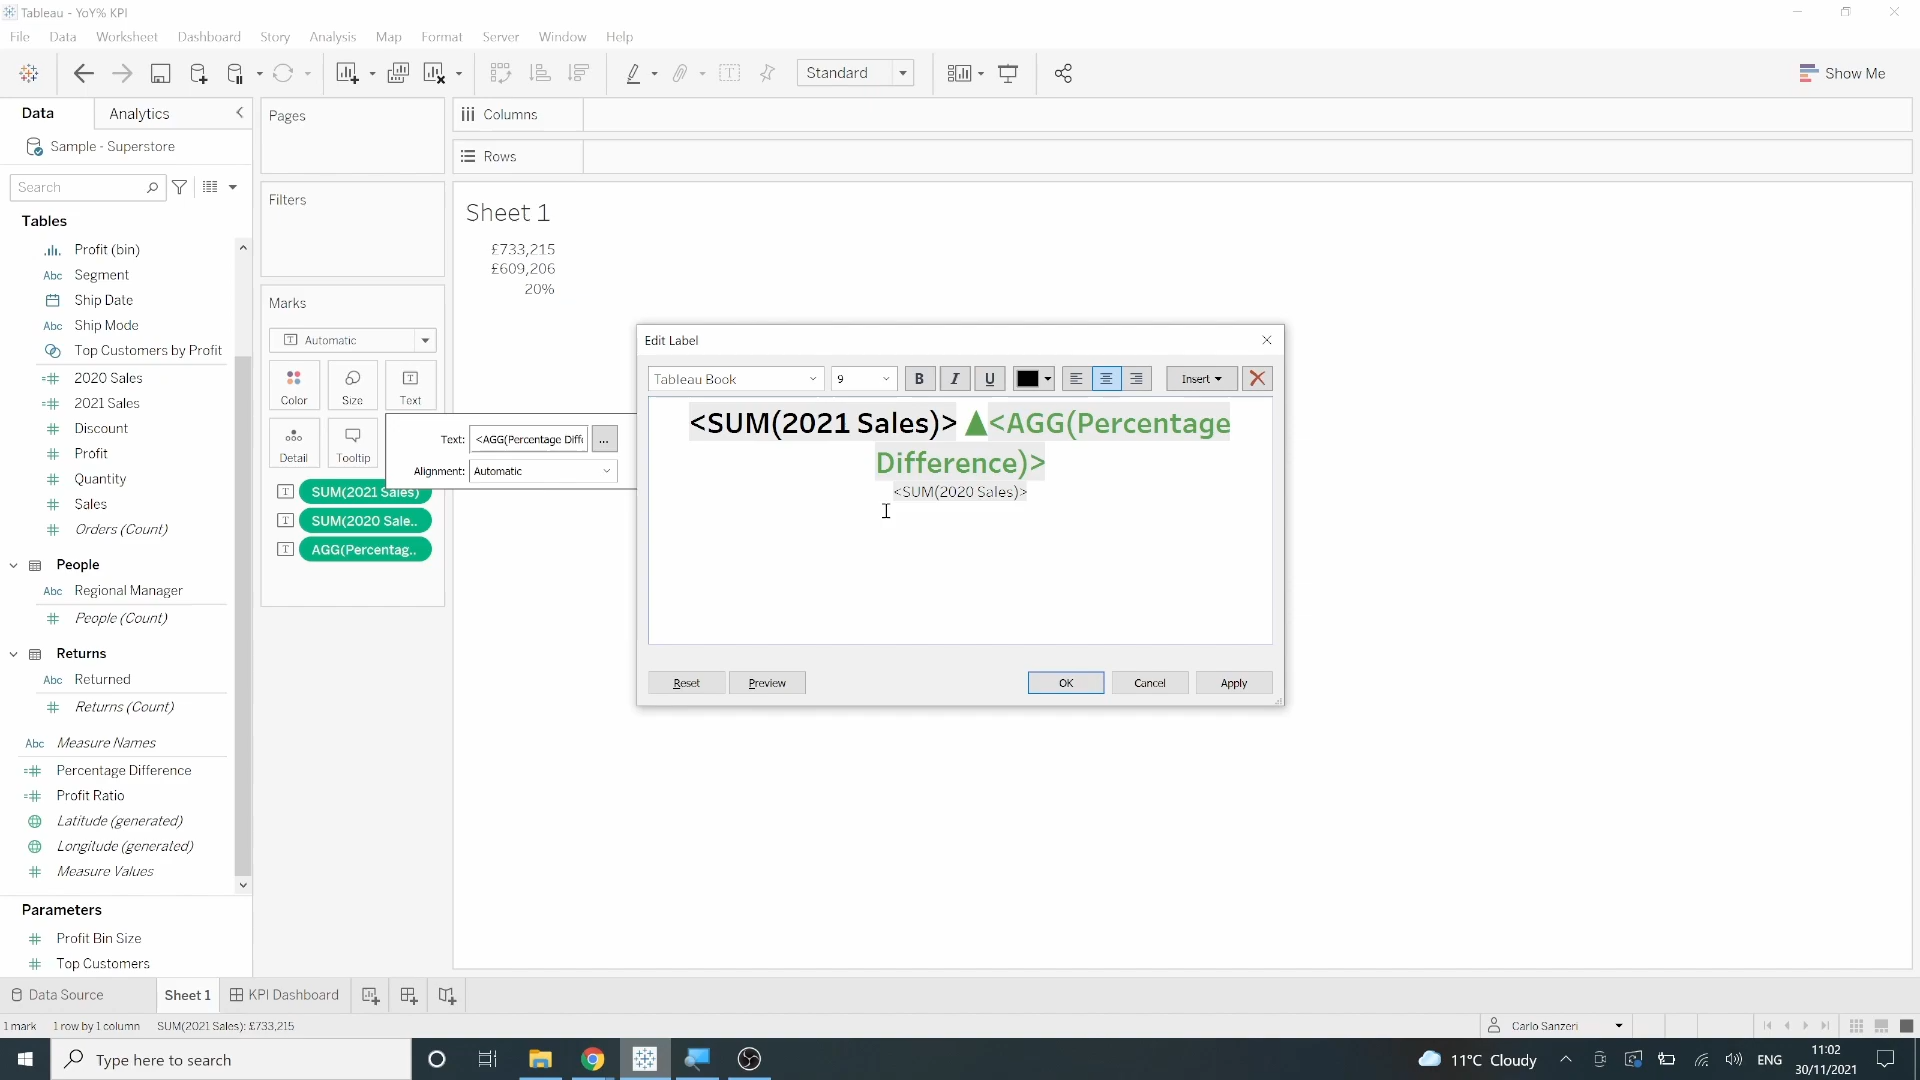 Tableau - YoY% KPI
File Data Worksheet Dashboard Story Analysis Map Format Server Window Help
Standard
Show Me
Data Analytics
Sample - Superstore
Search
Tables
Profit (bin)
Abc Segment
Ship Date
Abc Ship Mode
Top Customers by Profit
=# 2020 Sales
=# 2021 Sales
# Discount
# Profit
# Quantity
# Sales
# Orders (Count)
People
Abc Regional Manager
# People (Count)
Returns
Abc Returned
# Returns (Count)
Abc Measure Names
=# Percentage Difference
=# Profit Ratio
Latitude (generated)
Longitude (generated)
# Measure Values
Parameters
# Profit Bin Size
# Top Customers
Pages
Filters
Marks
T Automatic
Color Size T Text
Detail Tooltip
Text: <AGG(Percentage Diff ...
Alignment: Automatic
T SUM(2021 Sales)
T SUM(2020 Sale..
T AGG(Percentag..
Columns
Rows
Sheet 1
£733,215
£609,206
20%
Edit Label
Tableau Book 9 B I U Insert
<SUM(2021 Sales)> ▲<AGG(Percentage
Difference)>
<SUM(2020 Sales)>
Reset Preview OK Cancel Apply
Data Source Sheet 1 KPI Dashboard
1 mark 1 row by 1 column SUM(2021 Sales): £733,215
Carlo Sanzeri
Type here to search
11°C Cloudy
ENG
11:02
30/11/2021